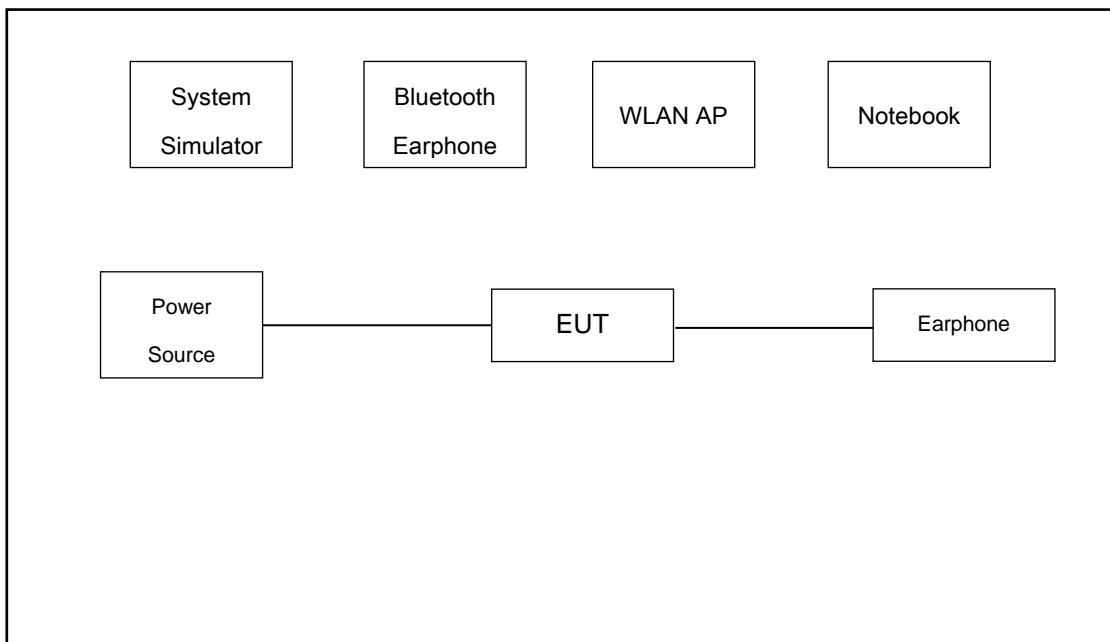 System
Simulator
Bluetooth
Earphone
WLAN AP
Notebook
Power
Source
EUT
Earphone